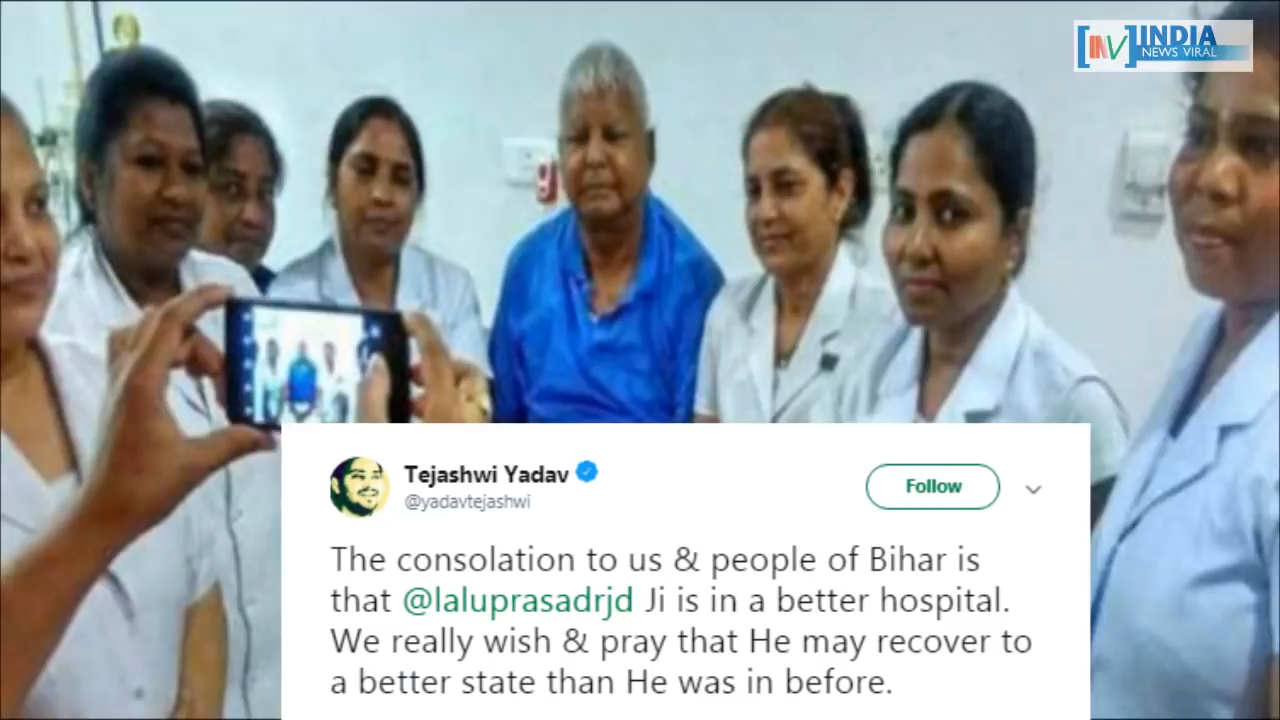 [INV] INDIA
NEWS VIRAL
9
Tejashwi Yadav
@yadavtejashwi
Follow
The consolation to us & people of Bihar is
that @laluprasadrjd Ji is in a better hospital.
We really wish & pray that He may recover to
a better state than He was in before.